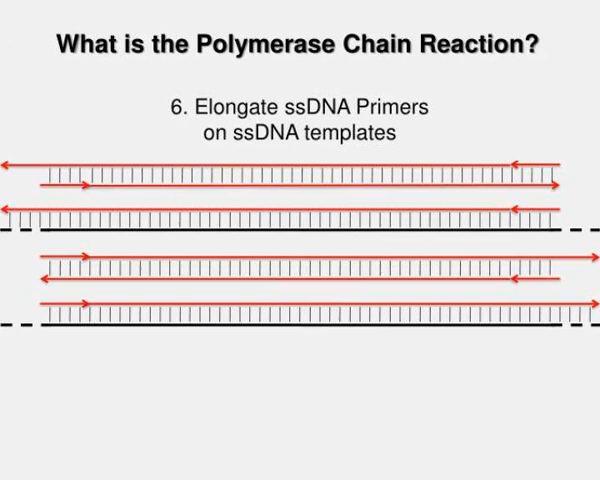 What is the Polymerase Chain Reaction?
6. Elongate ssDNA Primers
on ssDNA templates